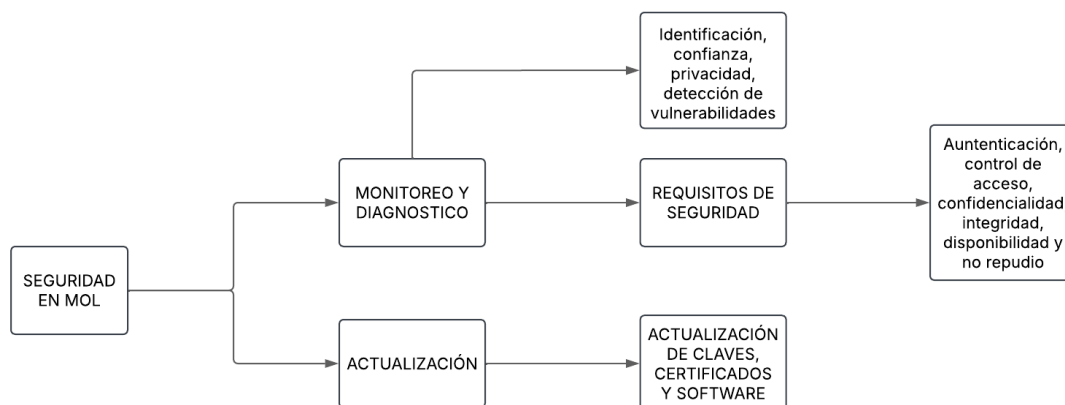 Identificación,
confianza,
privacidad,
detección de
vulnerabilidades
Auntenticación,
control de
acceso,
confidencialidad,
integridad,
disponibilidad y
no repudio
MONITOREO Y
DIAGNOSTICO
REQUISITOS DE
SEGURIDAD
SEGURIDAD
EN MOL
ACTUALIZACIÓN
ACTUALIZACIÓN
DE CLAVES,
CERTIFICADOS
Y SOFTWARE